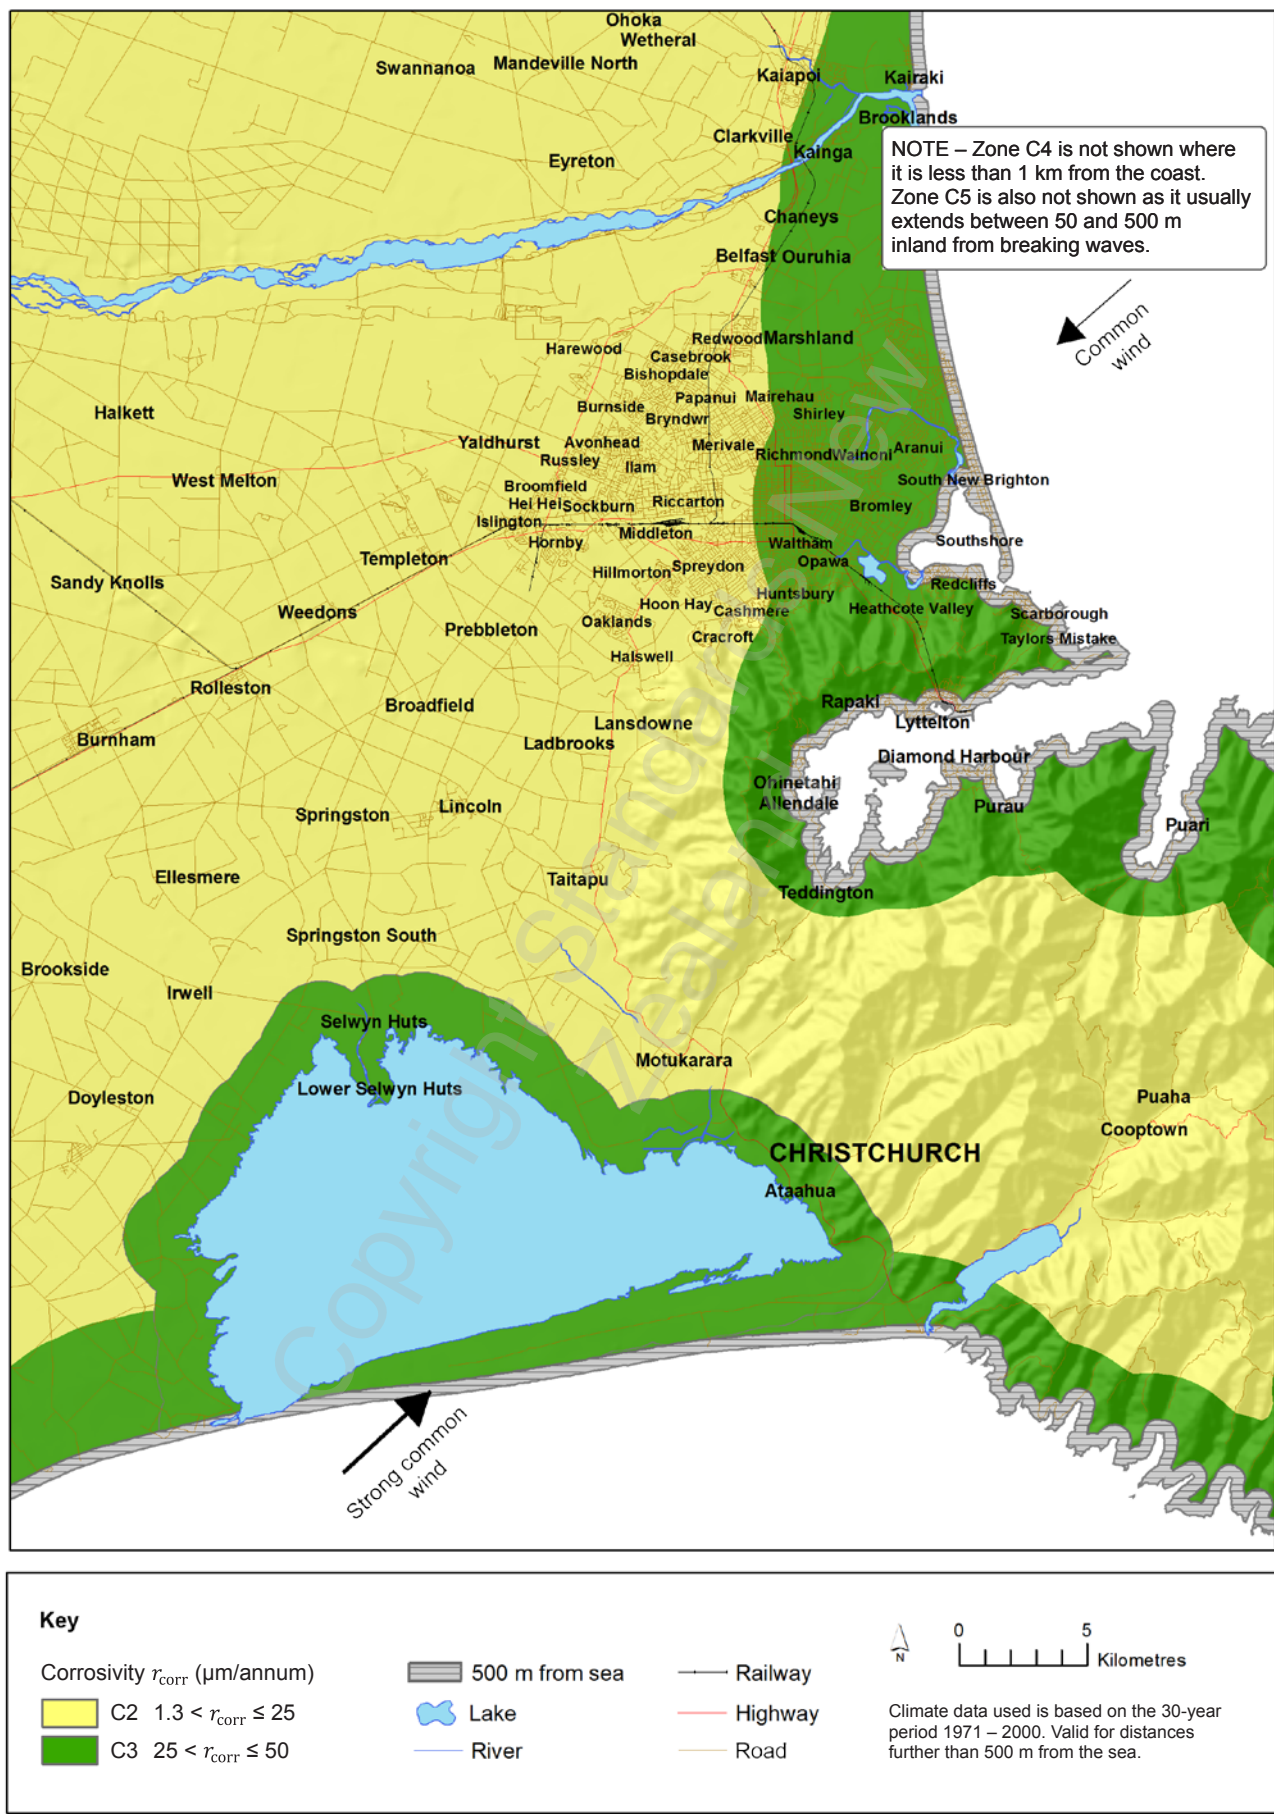 Ohoka
Wetheral
Mandeville North
Swannanoa
Kaiapoi
Kairaki
Brooklands
Clarkville
Kainga
Eyreton
NOTE – Zone C4 is not shown where
it is less than 1 km from the coast.
Zone C5 is also not shown as it usually
extends between 50 and 500 m
inland from breaking waves.
Chaneys
Belfast
Ouruhia
Common
wind
Redwood
Marshland
Harewood
Casebrook
Bishopdale
Papanui
Mairehau
Burnside
Shirley
Halkett
Bryndwr
Yaldhurst
Avonhead
Merivale
Aranui
Russley
Richmond
Wainoni
Ilam
West Melton
South New Brighton
Broomfield
Hei Hei
Sockburn
Riccarton
Bromley
Islington
Middleton
Hornby
Waltham
Southshore
Templeton
Opawa
Spreydon
Hillmorton
Sandy Knolls
Redcliffs
Huntsbury
Weedons
Hoon Hay
Cashmere
Heathcote Valley
Scarborough
Oaklands
Prebbleton
Cracroft
Taylors Mistake
Halswell
Rolleston
Rapaki
Broadfield
Lansdowne
Lyttelton
Burnham
Ladbrooks
Diamond Harbour
Ohinetahi
Allendale
Lincoln
Purau
Springston
Puari
Ellesmere
Taitapu
Teddington
Springston South
Brookside
Irwell
Selwyn Huts
Motukarara
Lower Selwyn Huts
Doyleston
Puaha
Cooptown
CHRISTCHURCH
Ataahua
Strong common
wind
Copyright Standards New
Zealand
Key
Corrosivity r_corr (µm/annum)
C2 1.3 < r_corr ≤ 25
C3 25 < r_corr ≤ 50
500 m from sea
Lake
River
Railway
Highway
Road
N
0 5
Kilometres
Climate data used is based on the 30-year
period 1971 – 2000. Valid for distances
further than 500 m from the sea.